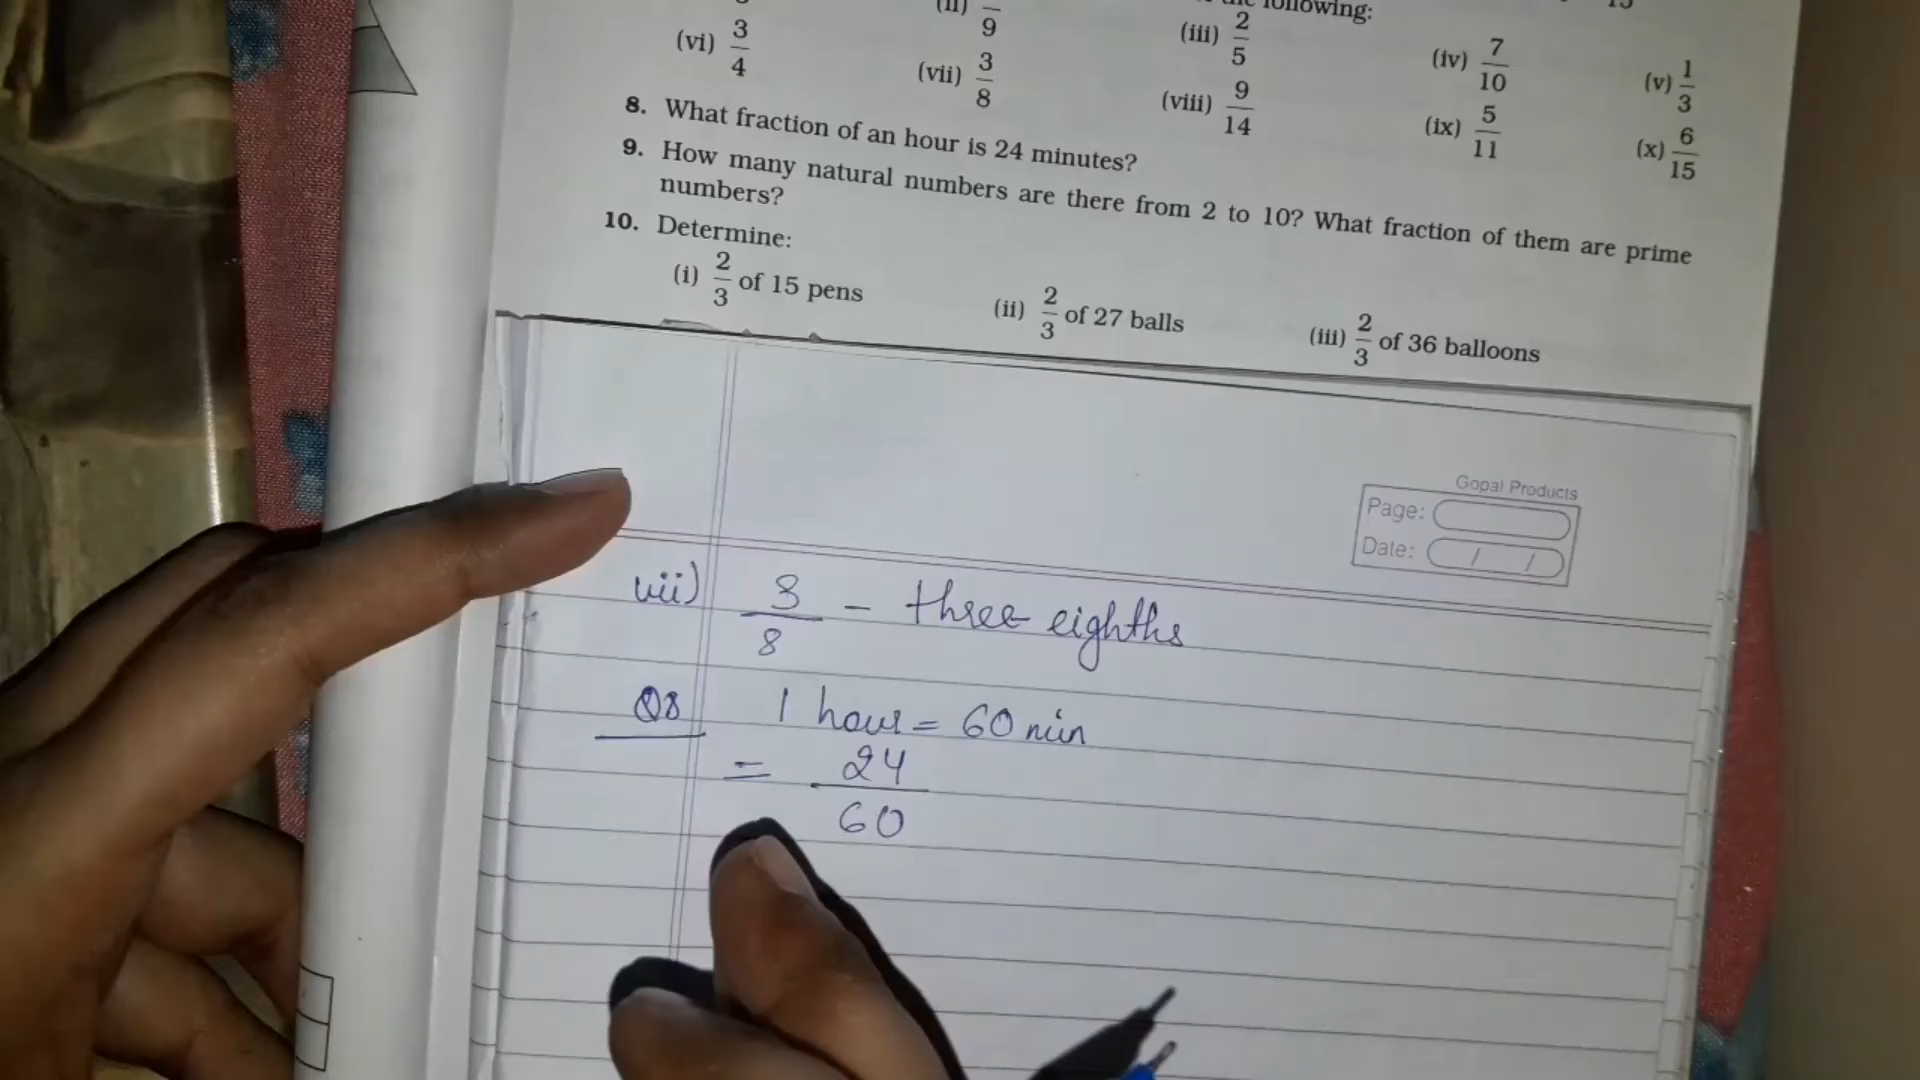 following:
(ii) 9
(iii) 2/5
(iv) 7/10
(v) 1/3
(vi) 3/4
(vii) 3/8
(viii) 9/14
(ix) 5/11
(x) 6/15
8. What fraction of an hour is 24 minutes?
9. How many natural numbers are there from 2 to 10? What fraction of them are prime
numbers?
10. Determine:
(i) 2/3 of 15 pens
(ii) 2/3 of 27 balls
(iii) 2/3 of 36 balloons
Gopal Products
Page:
Date: / /
vii) 3/8 - three eighths
Q8 1 hour = 60 min
= 24/60